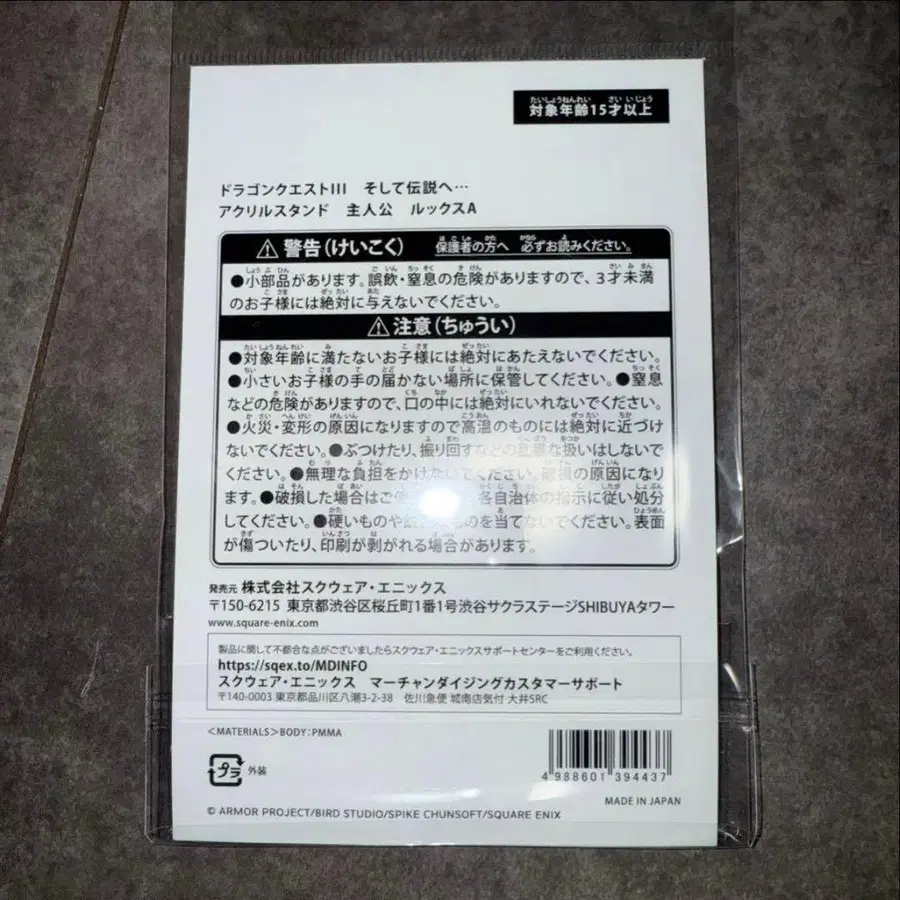 対象年齢15才以上
ドラゴンクエストIII そして伝説へ…
アクリルスタンド 主人公 ルックスA
⚠ 警告(けいこく) 保護者の方へ 必ずお読みください。
●小部品があります。誤飲・窒息の危険がありますので、3才未満
のお子様には絶対に与えないでください。
⚠ 注意(ちゅうい)
●対象年齢に満たないお子様には絶対にあたえないでください。
●小さいお子様の手の届かない場所に保管してください。●窒息
などの危険がありますので、口の中には絶対にいれないでください。
●火災・変形の原因になりますので高温のものには絶対に近づけ
ないでください。●ぶつけたり、振り回すなどの乱暴な扱いはしないで
ください。●無理な負担をかけないでください。破損の原因になり
ます。●破損した場合はご使 各自治体の指示に従い処分
してください。●硬いものや ものを当てないでください。表面
が傷ついたり、印刷が剥がれる場合があります。
発売元 株式会社スクウェア・エニックス
〒150-6215 東京都渋谷区桜丘町1番1号渋谷サクラステージSHIBUYAタワー
www.square-enix.com
製品に関して不都合な点がございましたらスクウェア・エニックスサポートセンターをご利用ください。
https://sqex.to/MDINFO
スクウェア・エニックス マーチャンダイジングカスタマーサポート
〒140-0003 東京都品川区八潮3-2-38 佐川急便 城南店気付 大井SRC
<MATERIALS>BODY:PMMA
プラ 外装
4 988601 394437
MADE IN JAPAN
© ARMOR PROJECT/BIRD STUDIO/SPIKE CHUNSOFT/SQUARE ENIX